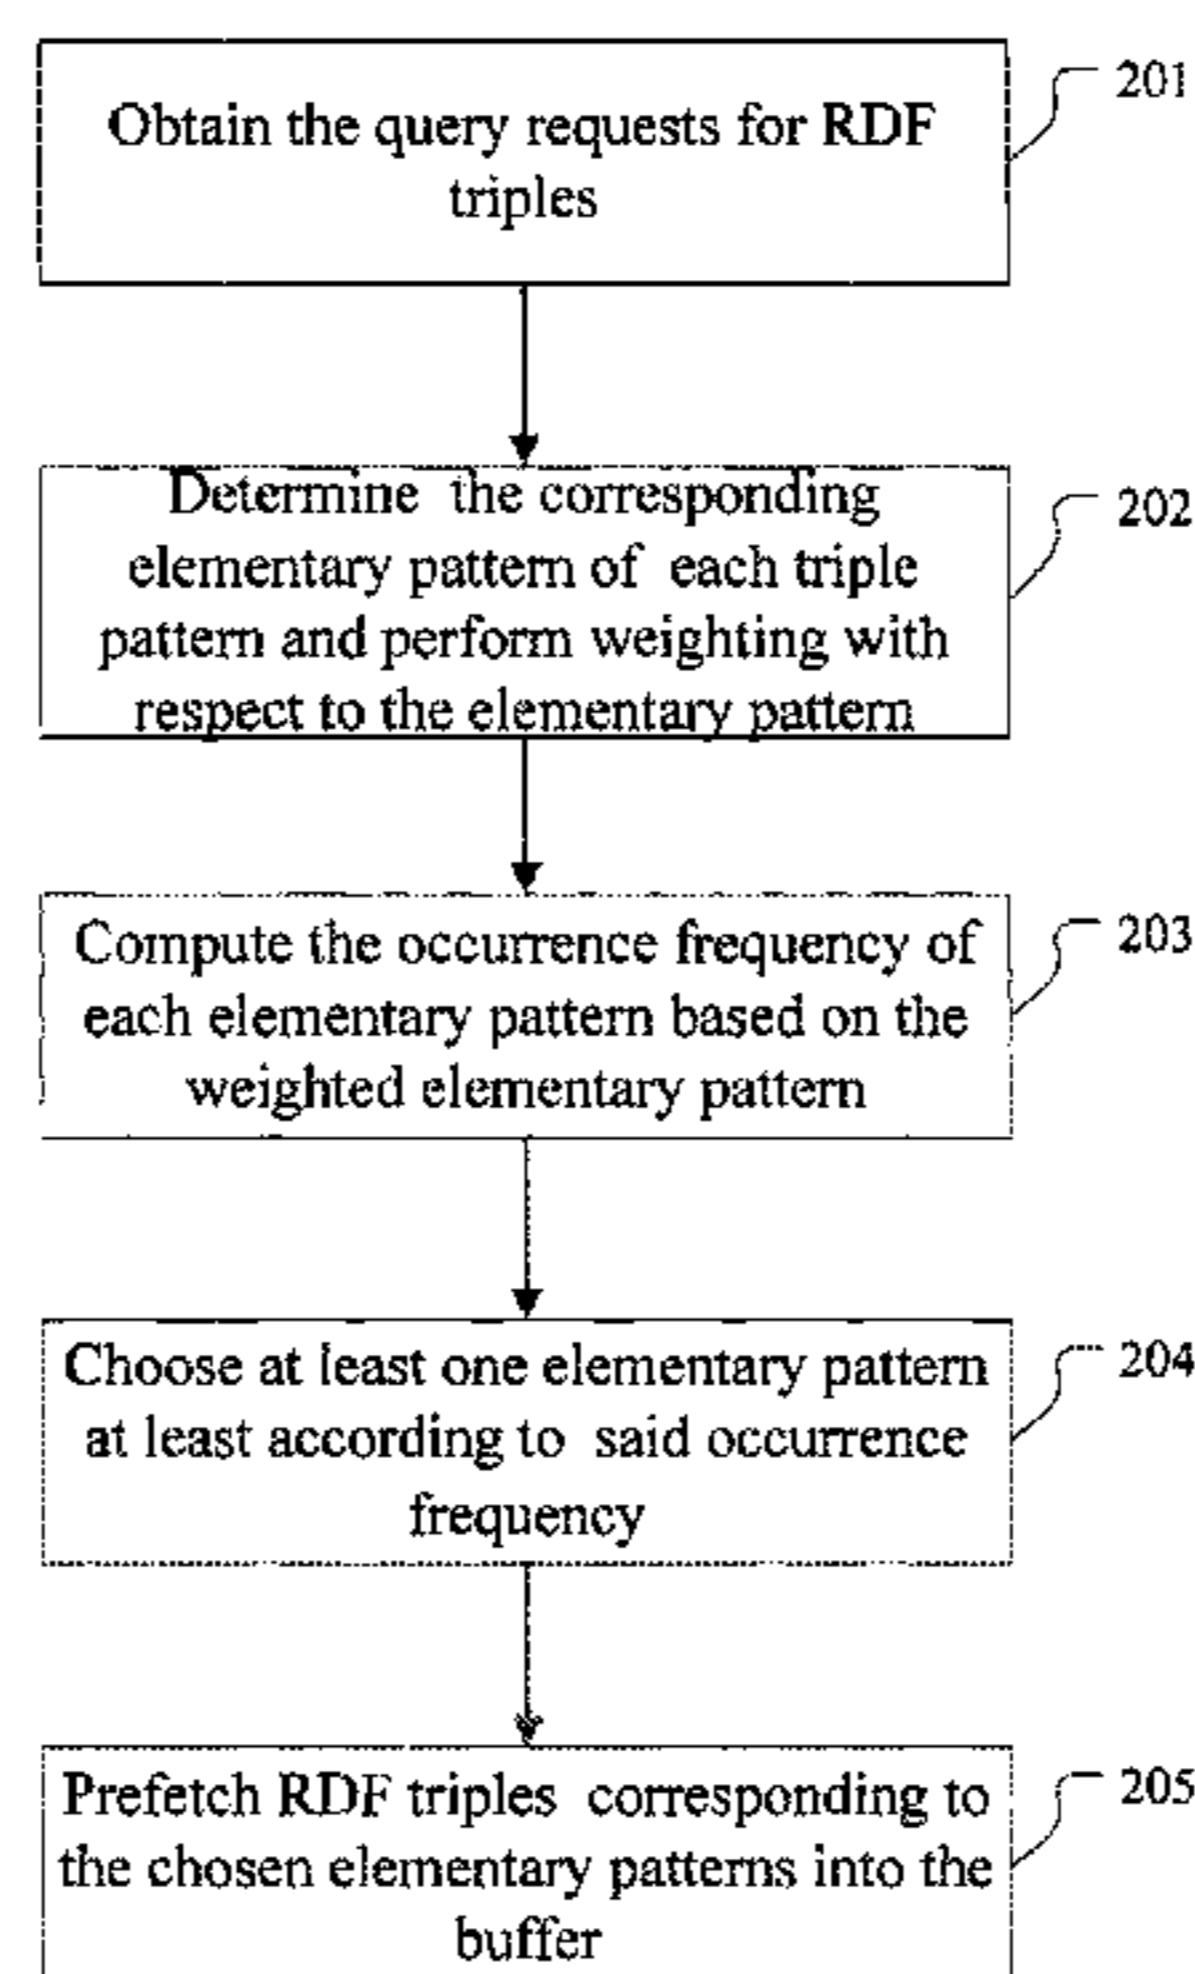 Obtain the query requests for RDF
triples
201
Determine the corresponding
elementary pattern of each triple
pattern and perform weighting with
respect to the elementary pattern
202
Compute the occurrence frequency of
each elementary pattern based on the
weighted elementary pattern
203
Choose at least one elementary pattern
at least according to said occurrence
frequency
204
Prefetch RDF triples corresponding to
the chosen elementary patterns into the
buffer
205